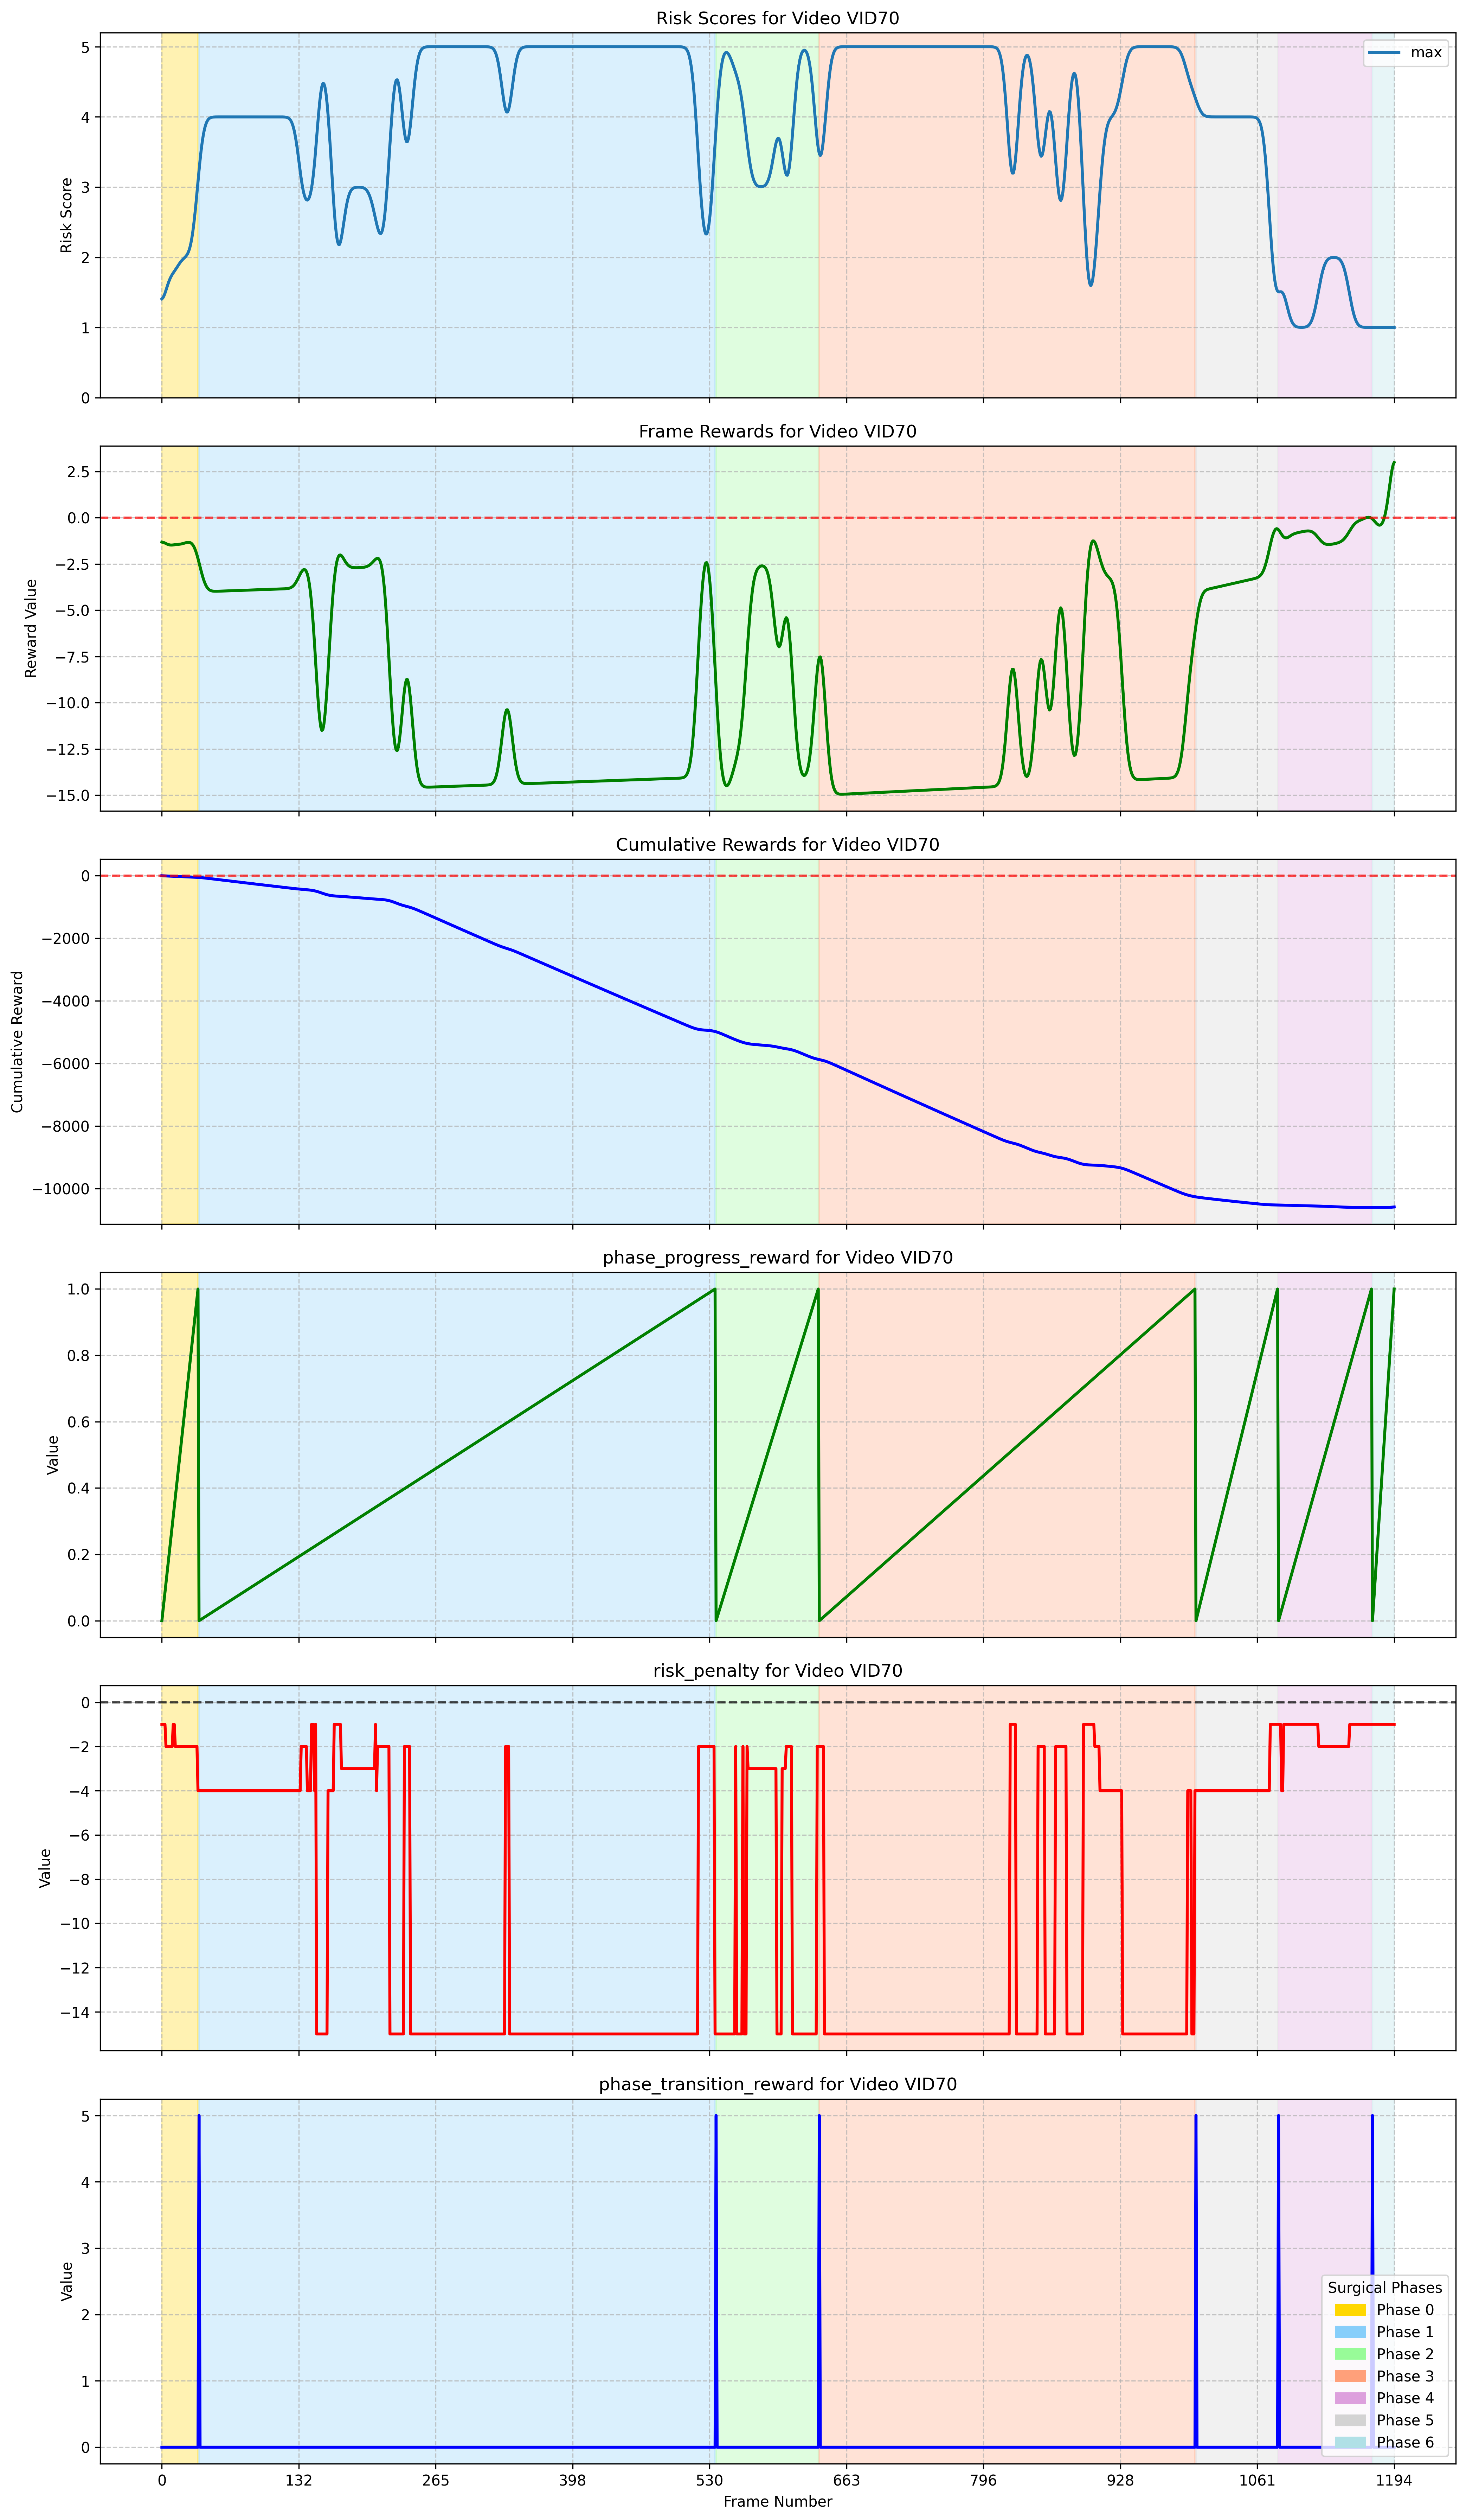 Risk Scores for Video VID70
5
4
3
2
1
0
Risk Score
max
Frame Rewards for Video VID70
2.5
0.0
−2.5
−5.0
−7.5
−10.0
−12.5
−15.0
Reward Value
Cumulative Rewards for Video VID70
0
−2000
−4000
−6000
−8000
−10000
Cumulative Reward
phase_progress_reward for Video VID70
1.0
0.8
0.6
0.4
0.2
0.0
Value
risk_penalty for Video VID70
0
−2
−4
−6
−8
−10
−12
−14
Value
phase_transition_reward for Video VID70
5
4
3
2
1
0
Value
Surgical Phases
Phase 0
Phase 1
Phase 2
Phase 3
Phase 4
Phase 5
Phase 6
0 132 265 398 530 663 796 928 1061 1194
Frame Number